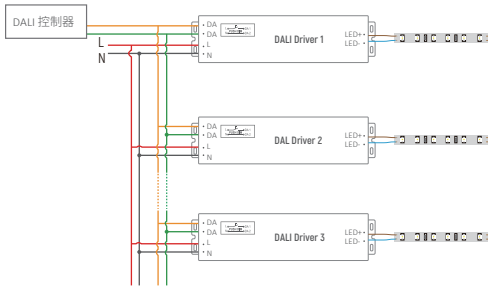 DALI 控制器
L
N
DA
DA
L
N
DALI Driver 1
LED+
LED-
DA
DA
L
N
DAL Driver 2
LED+
LED-
DA
DA
L
N
DALI Driver 3
LED+
LED-